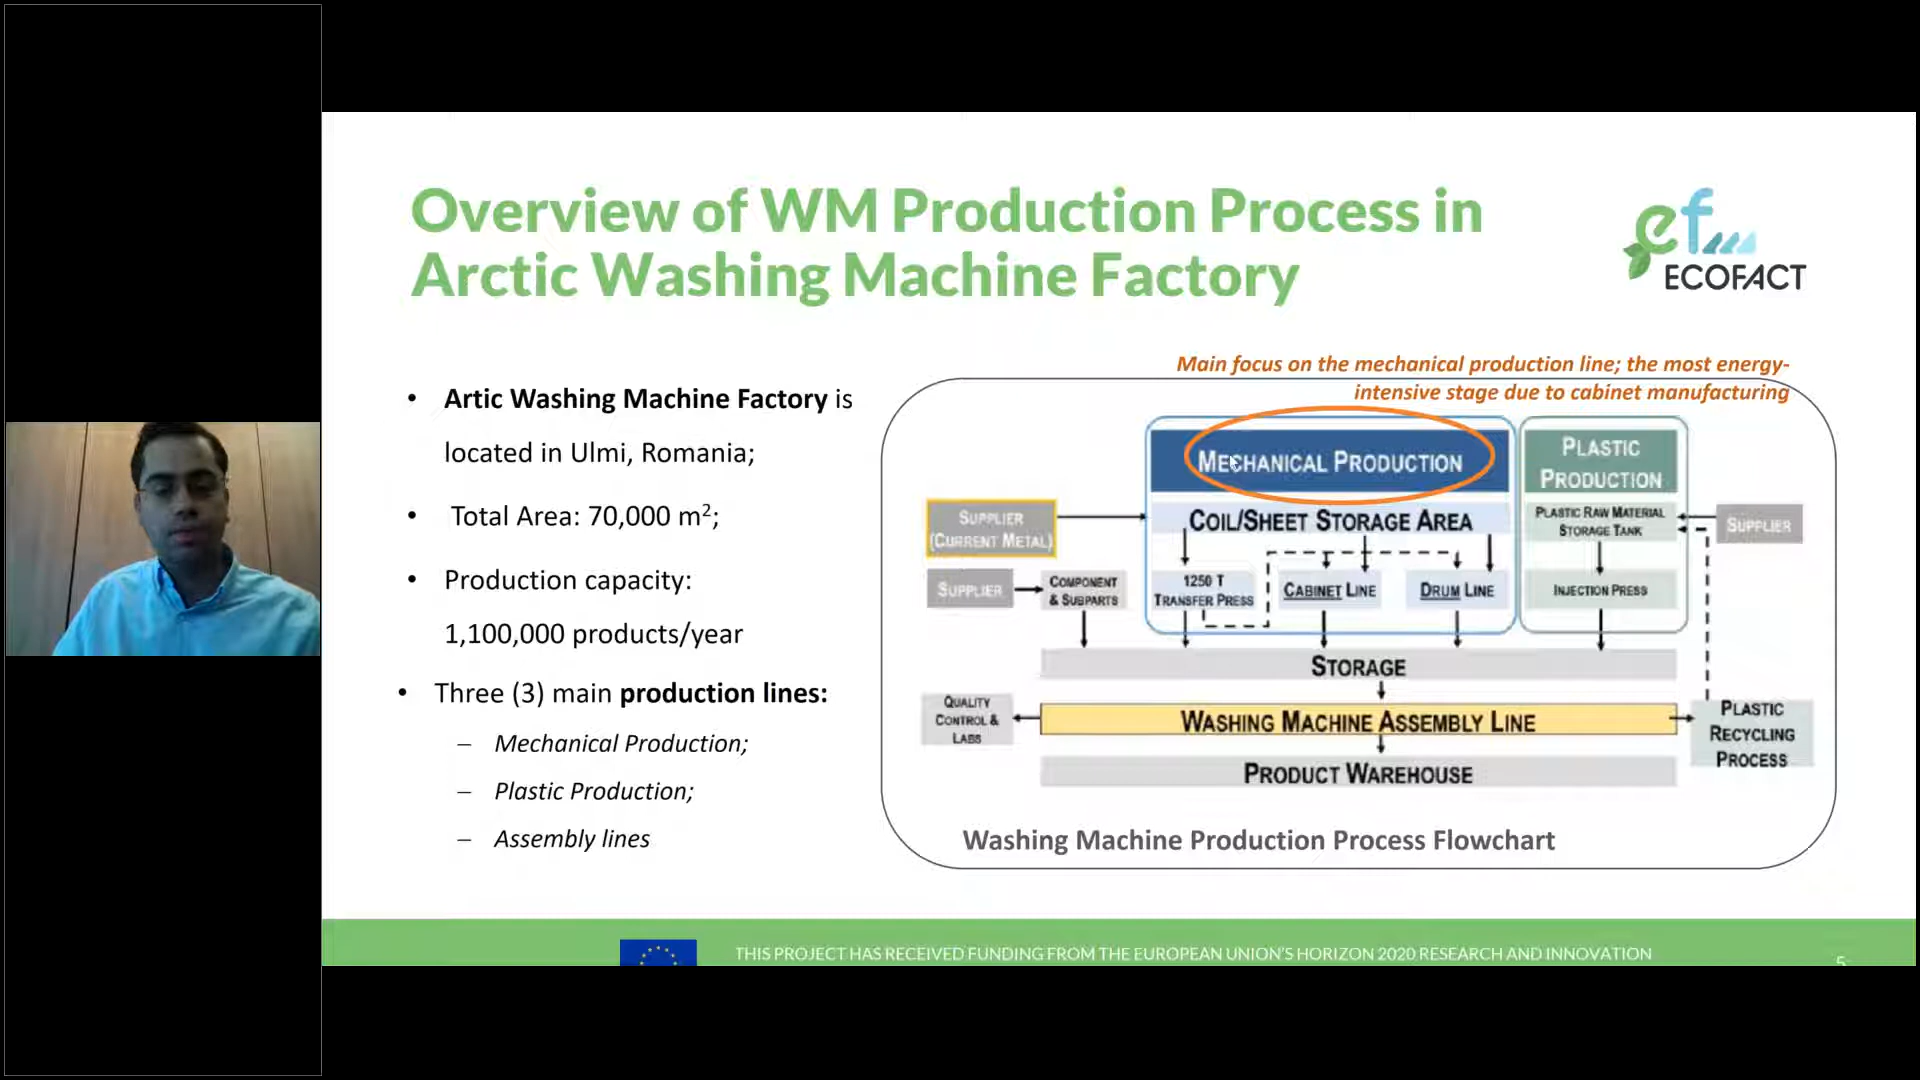 Overview of WM Production Process in
Arctic Washing Machine Factory
ef
ECOFACT
• Artic Washing Machine Factory is
located in Ulmi, Romania;
• Total Area: 70,000 m²;
• Production capacity:
1,100,000 products/year
• Three (3) main production lines:
– Mechanical Production;
– Plastic Production;
– Assembly lines
Main focus on the mechanical production line; the most energy-
intensive stage due to cabinet manufacturing
MECHANICAL PRODUCTION
PLASTIC
PRODUCTION
SUPPLIER
(CURRENT METAL)
COIL/SHEET STORAGE AREA
PLASTIC RAW MATERIAL
STORAGE TANK
SUPPLIER
SUPPLIER
COMPONENT
& SUBPARTS
1250 T
TRANSFER PRESS
CABINET LINE
DRUM LINE
INJECTION PRESS
STORAGE
QUALITY
CONTROL &
LABS
WASHING MACHINE ASSEMBLY LINE
PLASTIC
RECYCLING
PROCESS
PRODUCT WAREHOUSE
Washing Machine Production Process Flowchart
THIS PROJECT HAS RECEIVED FUNDING FROM THE EUROPEAN UNION'S HORIZON 2020 RESEARCH AND INNOVATION
5